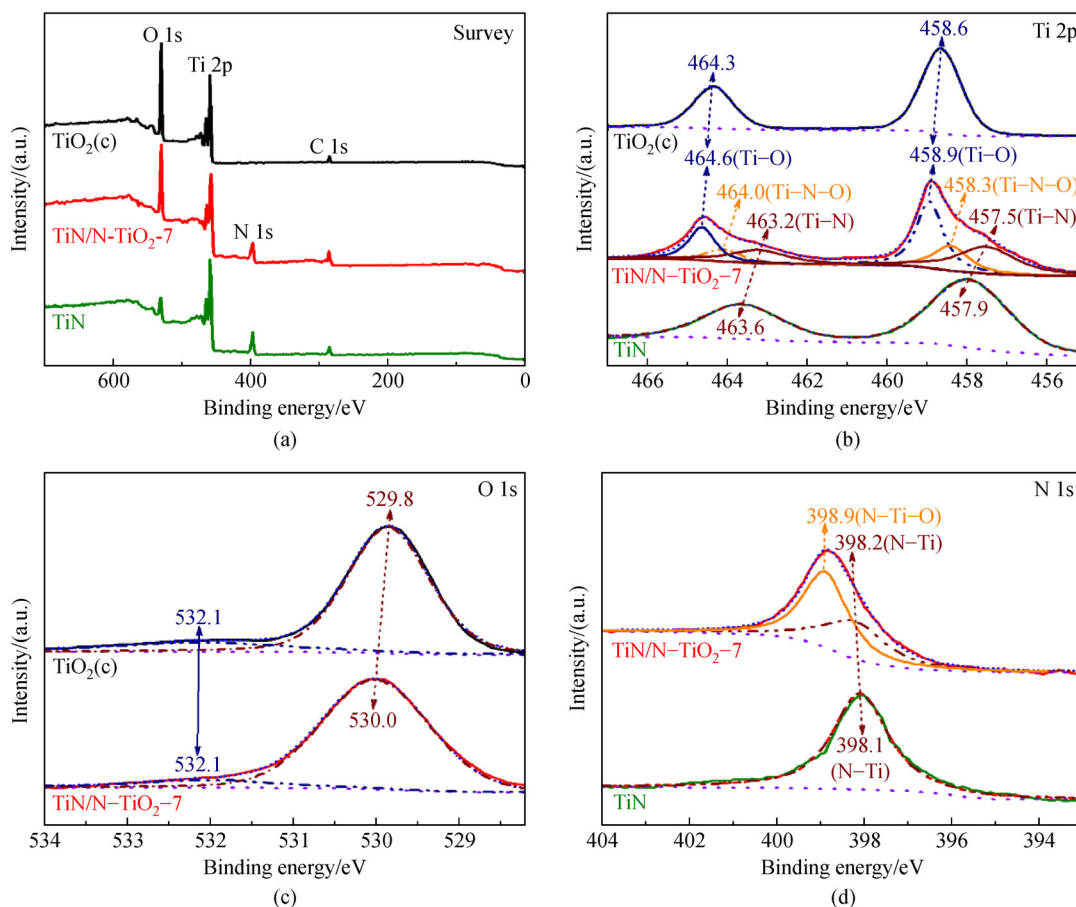 Survey
O 1s
Ti 2p
C 1s
N 1s
TiO₂(c)
TiN/N-TiO₂-7
TiN
Intensity/(a.u.)
600
400
200
0
Binding energy/eV
(a)
Ti 2p
464.3
458.6
TiO₂(c)
464.6(Ti−O)
458.9(Ti−O)
464.0(Ti−N−O)
458.3(Ti−N−O)
463.2(Ti−N)
457.5(Ti−N)
TiN/N−TiO₂−7
463.6
457.9
TiN
Intensity/(a.u.)
466
464
462
460
458
456
Binding energy/eV
(b)
O 1s
529.8
532.1
TiO₂(c)
530.0
532.1
TiN/N−TiO₂−7
Intensity/(a.u.)
534
533
532
531
530
529
Binding energy/eV
(c)
N 1s
398.9(N−Ti−O)
398.2(N−Ti)
TiN/N−TiO₂−7
398.1
(N−Ti)
TiN
Intensity/(a.u.)
404
402
400
398
396
394
Binding energy/eV
(d)